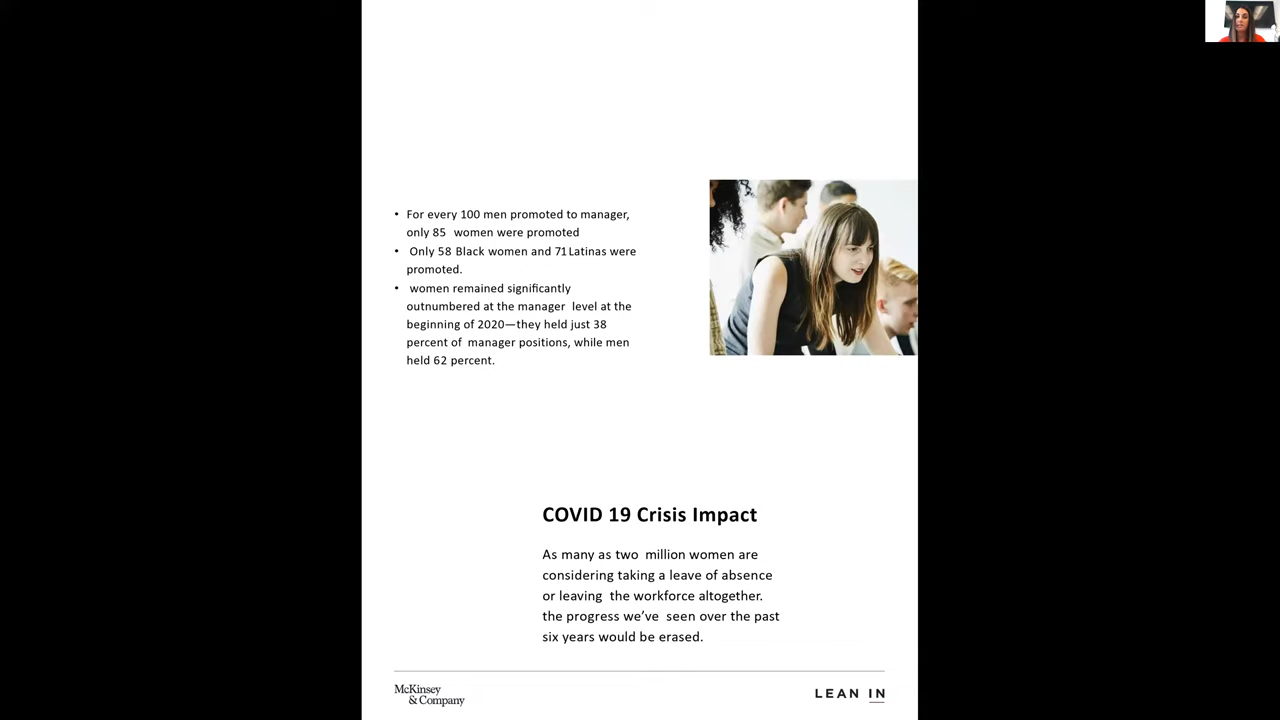 • For every 100 men promoted to manager,
only 85 women were promoted
• Only 58 Black women and 71 Latinas were
promoted.
• women remained significantly
outnumbered at the manager level at the
beginning of 2020—they held just 38
percent of manager positions, while men
held 62 percent.
COVID 19 Crisis Impact
As many as two million women are
considering taking a leave of absence
or leaving the workforce altogether.
the progress we’ve seen over the past
six years would be erased.
McKinsey
& Company
LEAN IN